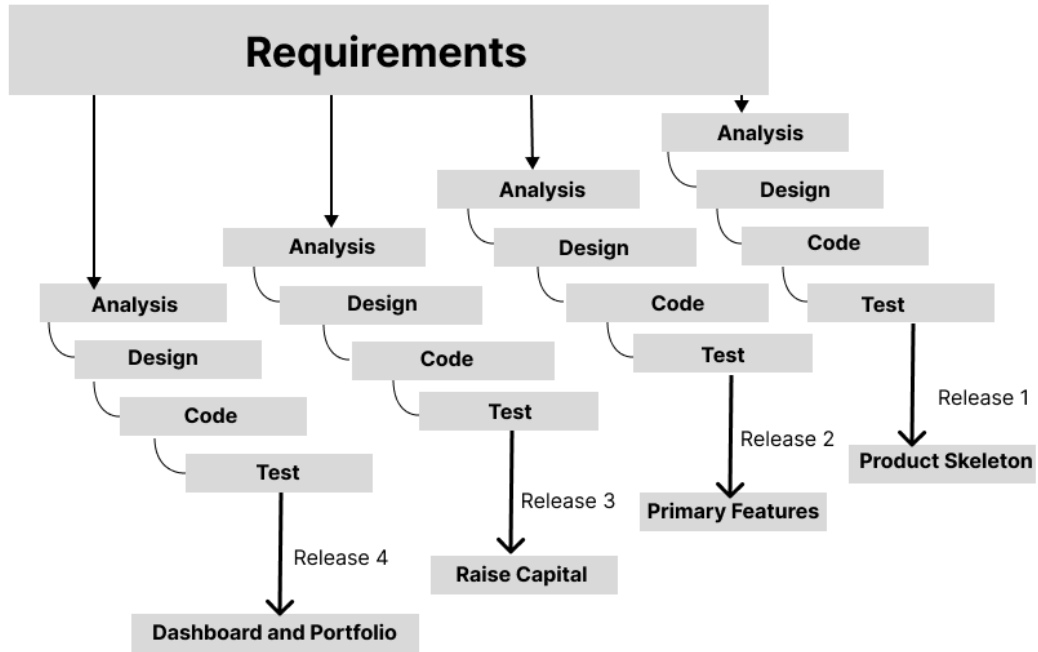 Requirements
Analysis
Design
Code
Test
Release 4
Dashboard and Portfolio
Analysis
Design
Code
Test
Release 3
Raise Capital
Analysis
Design
Code
Test
Release 2
Primary Features
Analysis
Design
Code
Test
Release 1
Product Skeleton